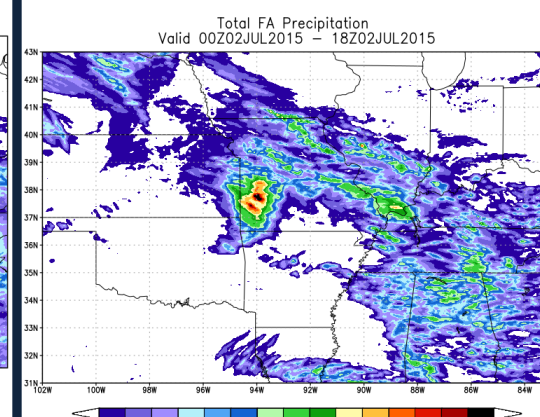 Total FA Precipitation
Valid 00Z02JUL2015 – 18Z02JUL2015
43N
42N
41N
40N
39N
38N
37N
36N
35N
34N
33N
32N
31N
102W 100W 98W 96W 94W 92W 90W 88W 86W 84W